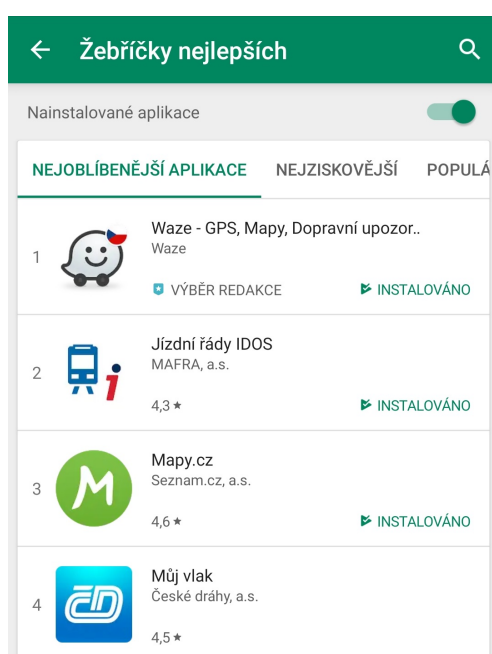 Žebříčky nejlepších
Nainstalované aplikace
NEJOBLÍBENĚJŠÍ APLIKACE NEJZISKOVĚJŠÍ POPULÁ
1
Waze - GPS, Mapy, Dopravní upozor..
Waze
VÝBĚR REDAKCE INSTALOVÁNO
2
Jízdní řády IDOS
MAFRA, a.s.
4,3 ★ INSTALOVÁNO
3
M
Mapy.cz
Seznam.cz, a.s.
4,6 ★ INSTALOVÁNO
4
ČD
Můj vlak
České dráhy, a.s.
4,5 ★